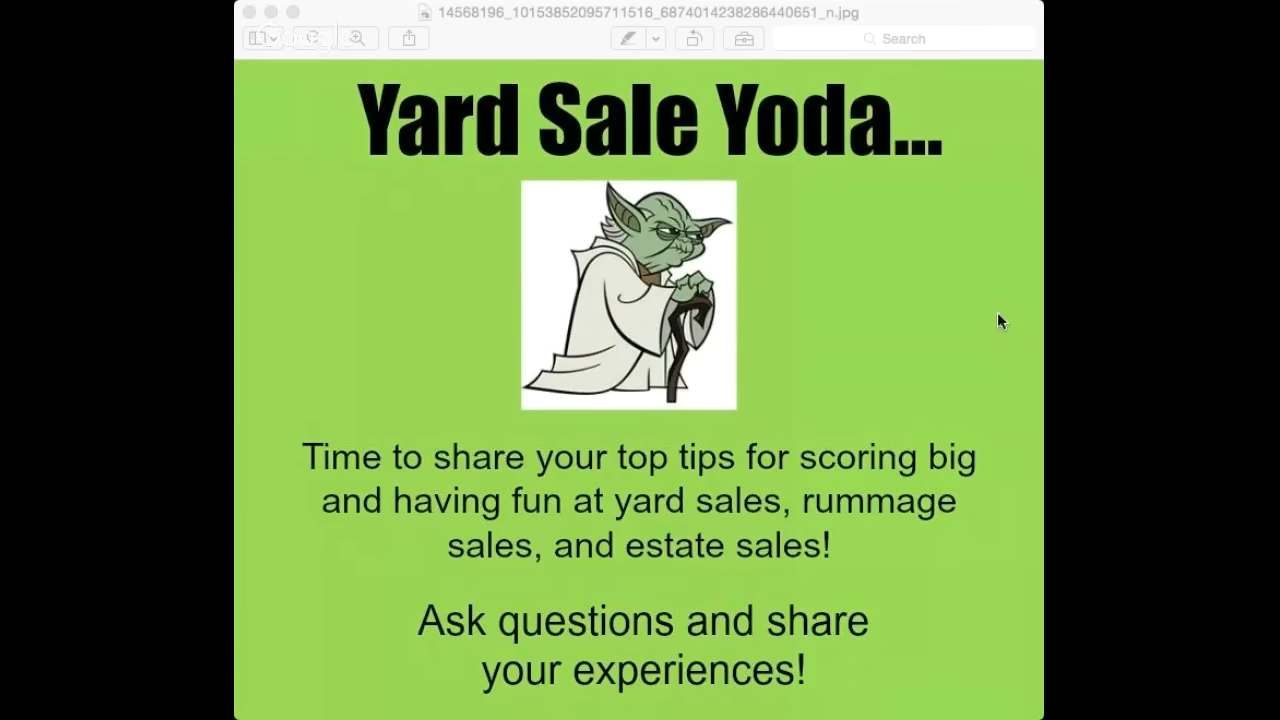 14568196_10153852095711516_6874014238286440651_n.jpg
Google
Search
Yard Sale Yoda...
Time to share your top tips for scoring big
and having fun at yard sales, rummage
sales, and estate sales!
Ask questions and share
your experiences!